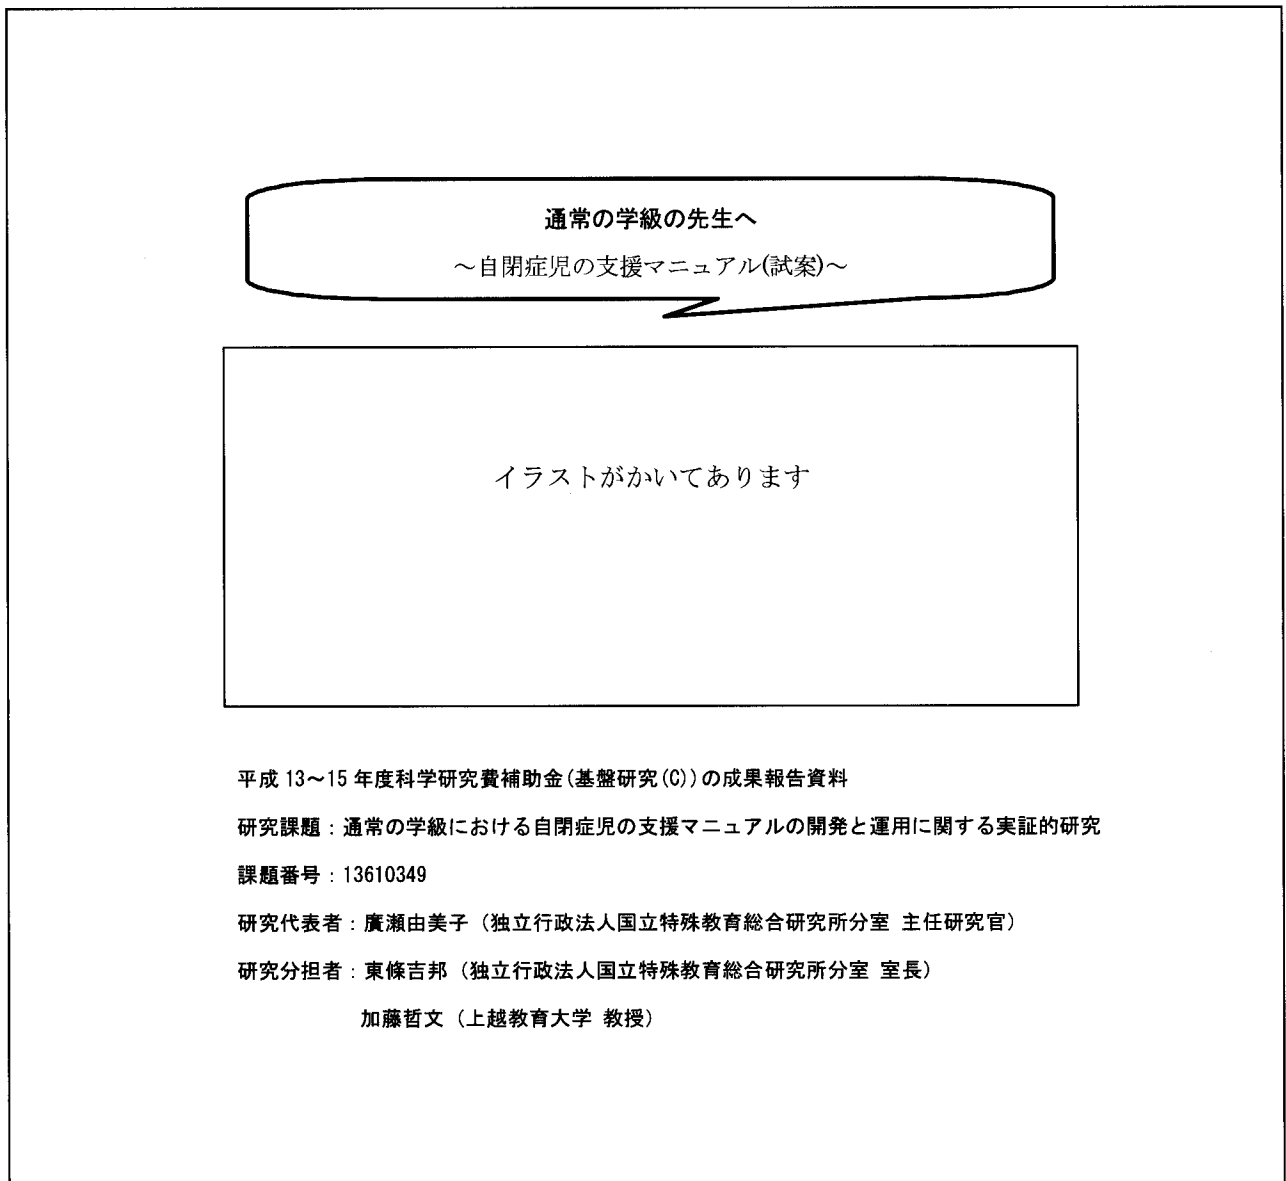 通常の学級の先生へ
～自閉症児の支援マニュアル(試案)～
イラストがかいてあります
平成 13～15 年度科学研究費補助金(基盤研究(C))の成果報告資料
研究課題：通常の学級における自閉症児の支援マニュアルの開発と運用に関する実証的研究
課題番号：13610349
研究代表者：廣瀬由美子（独立行政法人国立特殊教育総合研究所分室 主任研究官）
研究分担者：東條吉邦（独立行政法人国立特殊教育総合研究所分室 室長）
加藤哲文（上越教育大学 教授）